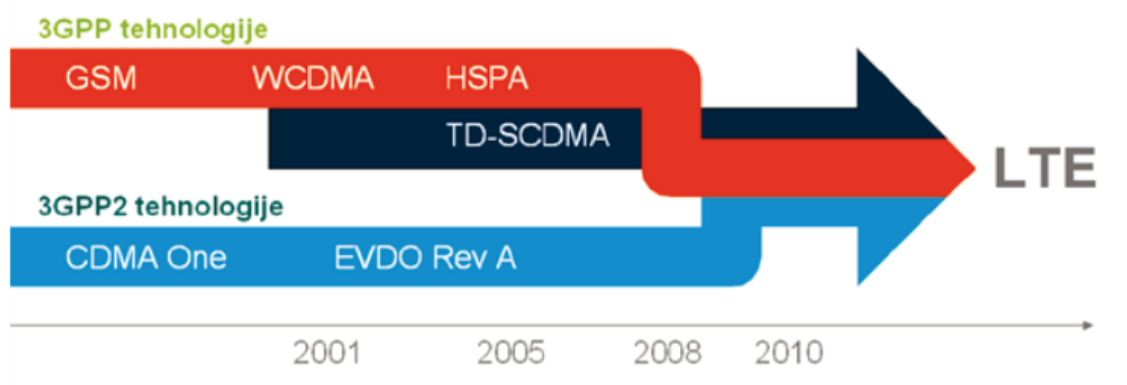 3GPP tehnologije
GSM WCDMA HSPA
TD-SCDMA
LTE
3GPP2 tehnologije
CDMA One EVDO Rev A
2001 2005 2008 2010